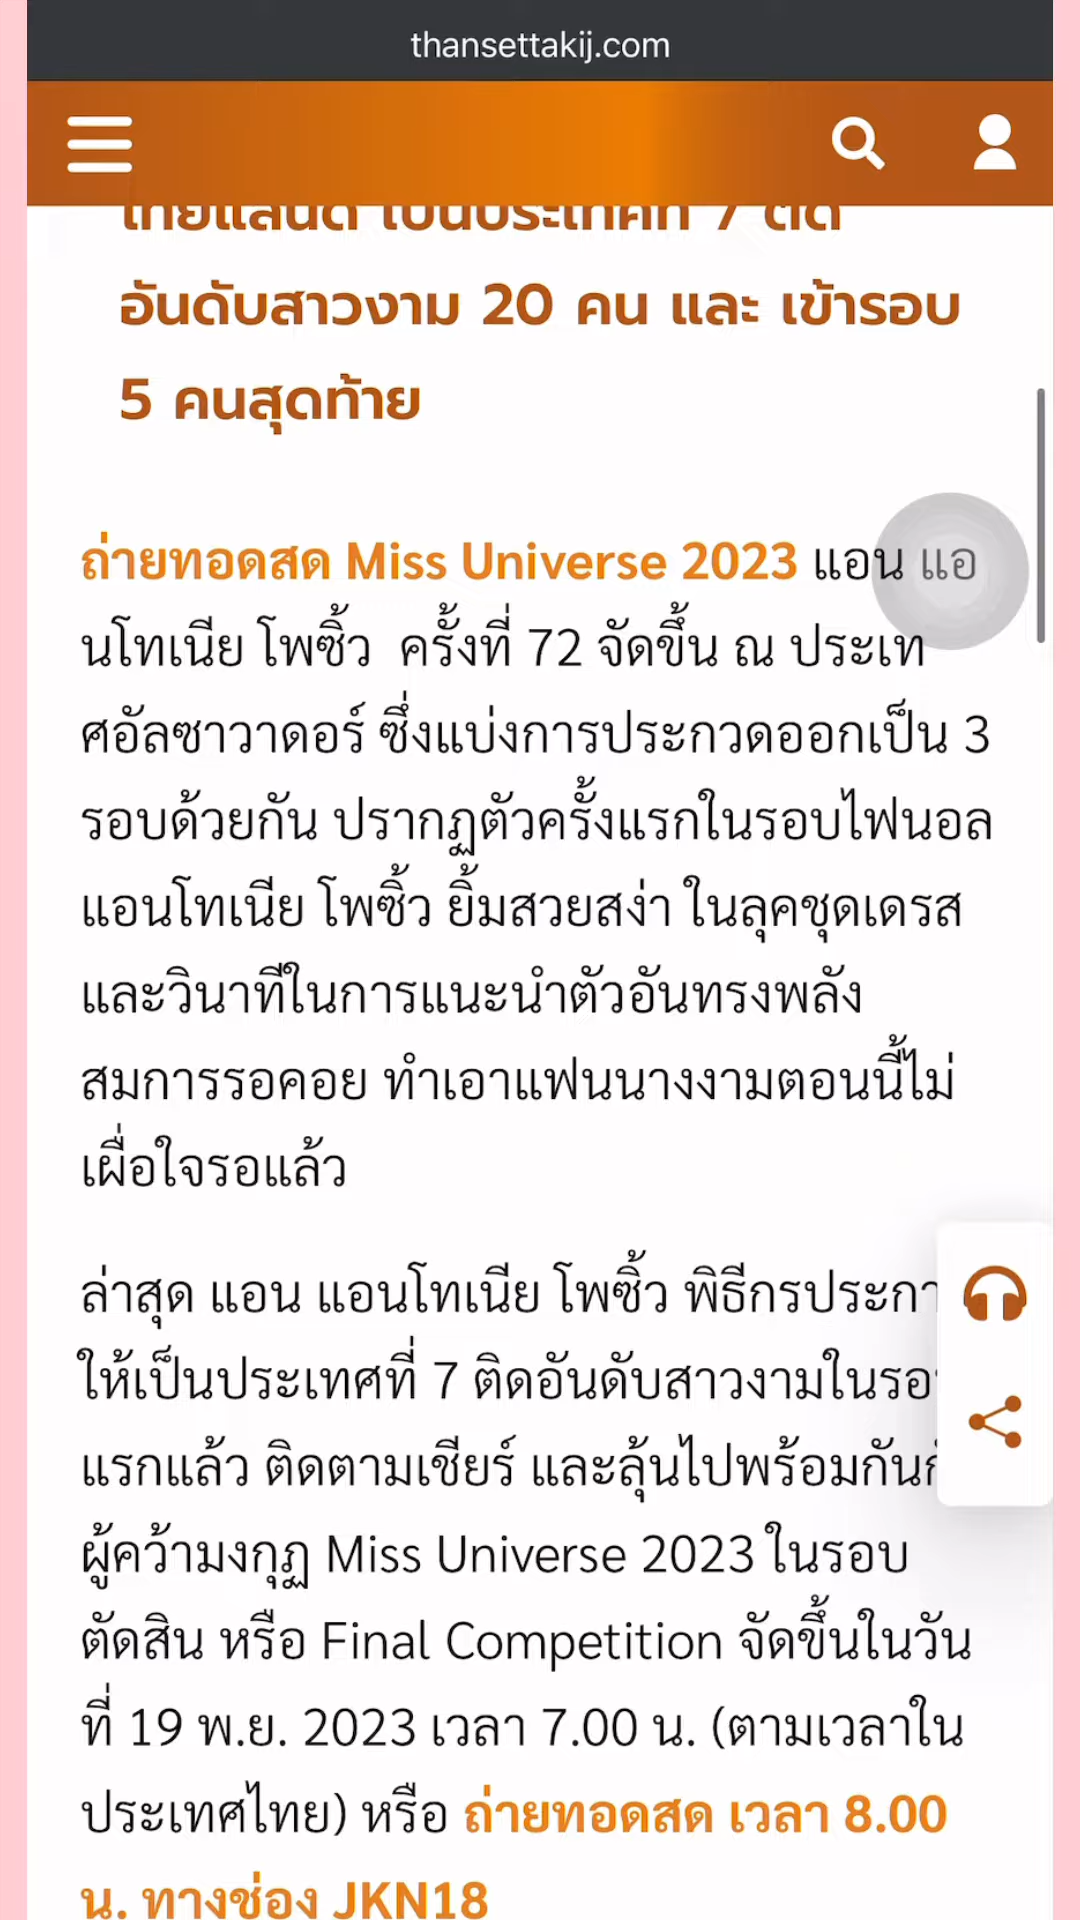 thansettakij.com
ไทยแลนด์ เป็นประเทศที่ 7 ติด
อันดับสาวงาม 20 คน และ เข้ารอบ
5 คนสุดท้าย
ถ่ายทอดสด Miss Universe 2023 แอน แอ
นโทเนีย โพซิ้ว ครั้งที่ 72 จัดขึ้น ณ ประเท
ศอัลซาวาดอร์ ซึ่งแบ่งการประกวดออกเป็น 3
รอบด้วยกัน ปรากฏตัวครั้งแรกในรอบไฟนอล
แอนโทเนีย โพซิ้ว ยิ้มสวยสง่า ในลุคชุดเดรส
และวินาทีในการแนะนำตัวอันทรงพลัง
สมการรอคอย ทำเอาแฟนนางงามตอนนี้ไม่
เผื่อใจรอแล้ว
ล่าสุด แอน แอนโทเนีย โพซิ้ว พิธีกรประกา
ให้เป็นประเทศที่ 7 ติดอันดับสาวงามในรอ
แรกแล้ว ติดตามเชียร์ และลุ้นไปพร้อมกัน
ผู้คว้ามงกุฏ Miss Universe 2023 ในรอบ
ตัดสิน หรือ Final Competition จัดขึ้นในวัน
ที่ 19 พ.ย. 2023 เวลา 7.00 น. (ตามเวลาใน
ประเทศไทย) หรือ ถ่ายทอดสด เวลา 8.00
น. ทางช่อง JKN18